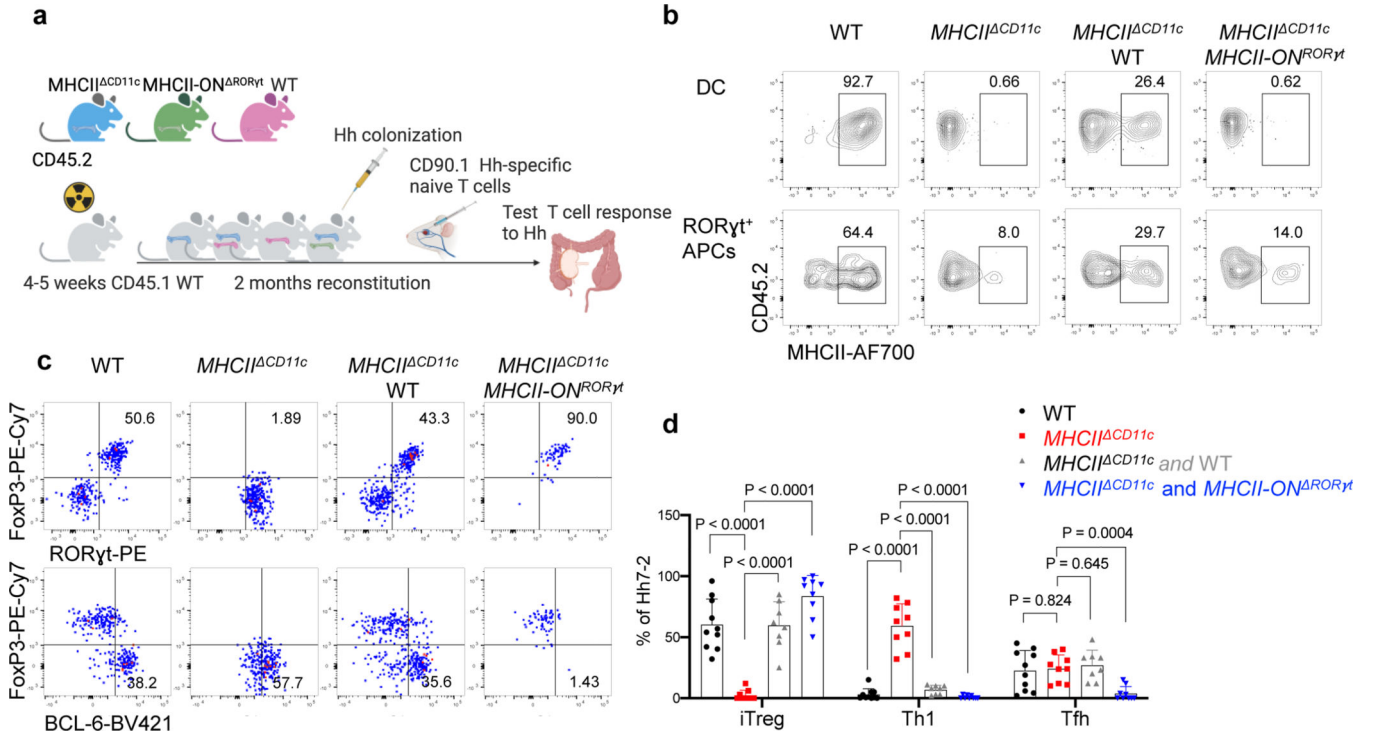 a
MHCII^ΔCD11c MHCII-ON^ΔRORγt WT
CD45.2
Hh colonization
CD90.1 Hh-specific
naive T cells
Test T cell response
to Hh
4-5 weeks CD45.1 WT 2 months reconstitution
b
WT MHCII^ΔCD11c MHCII^ΔCD11c MHCII^ΔCD11c
WT MHCII-ON^RORγt
DC
92.7 0.66 26.4 0.62
RORγt+
APCs
64.4 8.0 29.7 14.0
CD45.2
MHCII-AF700
c
WT MHCII^ΔCD11c MHCII^ΔCD11c MHCII^ΔCD11c
WT MHCII-ON^RORγt
FoxP3-PE-Cy7
50.6 1.89 43.3 90.0
RORγt-PE
FoxP3-PE-Cy7
38.2 57.7 35.6 1.43
BCL-6-BV421
d
WT
MHCII^ΔCD11c
MHCII^ΔCD11c and WT
MHCII^ΔCD11c and MHCII-ON^ΔRORγt
% of Hh7-2
150
100
50
0
P < 0.0001
P < 0.0001
P < 0.0001
P < 0.0001
P < 0.0001
P < 0.0001
P = 0.0004
P = 0.645
P = 0.824
iTreg Th1 Tfh